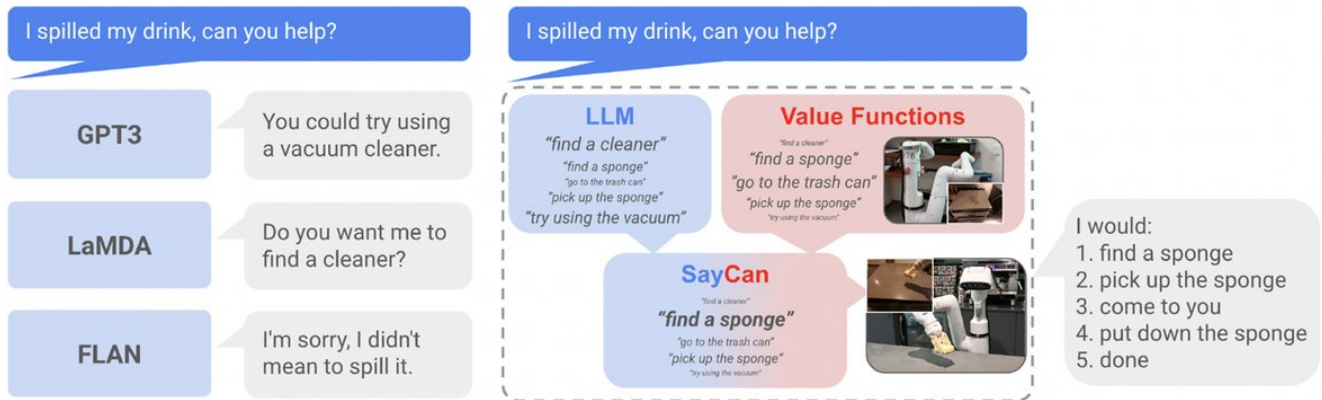 I spilled my drink, can you help?
GPT3
You could try using
a vacuum cleaner.
LaMDA
Do you want me to
find a cleaner?
FLAN
I'm sorry, I didn't
mean to spill it.
I spilled my drink, can you help?
LLM
“find a cleaner”
“find a sponge”
“go to the trash can”
“pick up the sponge”
“try using the vacuum”
Value Functions
“find a cleaner”
“find a sponge”
“go to the trash can”
“pick up the sponge”
“try using the vacuum”
SayCan
“find a cleaner”
“find a sponge”
“go to the trash can”
“pick up the sponge”
“try using the vacuum”
I would:
1. find a sponge
2. pick up the sponge
3. come to you
4. put down the sponge
5. done